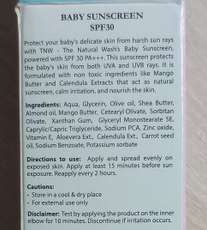 BABY SUNSCREEN
SPF30
Protect your baby's delicate skin from harsh sun rays
with TNW - The Natural Wash's Baby Sunscreen,
powered with SPF 30 PA+++. This sunscreen protects
the baby's skin from both UVA and UVB rays. It is
formulated with non toxic ingredients like Mango
Butter and Calendula Extracts that act as natural
sunscreen, calm irritation, and nourish the skin.
Ingredients: Aqua, Glycerin, Olive oil, Shea Butter,
Almond oil, Mango Butter, Cetearyl Olivate, Sorbitan
Olivate, Xanthan Gum, Glyceryl Monostearate SE,
Caprylic/Capric Triglyceride, Sodium PCA, Zinc oxide,
Vitamin E, Aloevera Ext., Calendula Ext., Carrot seed
oil, Sodium Benzoate, Potassium sorbate
Directions to use: Apply and spread evenly on
exposed skin. Apply at least 15 minutes before sun
exposure. Reapply every 2 hours.
Cautions:
• Store in a cool & dry place
• For external use only
Disclaimer: Test by applying the product on the inner
elbow for 10 minutes. Discontinue if irritation occurs.